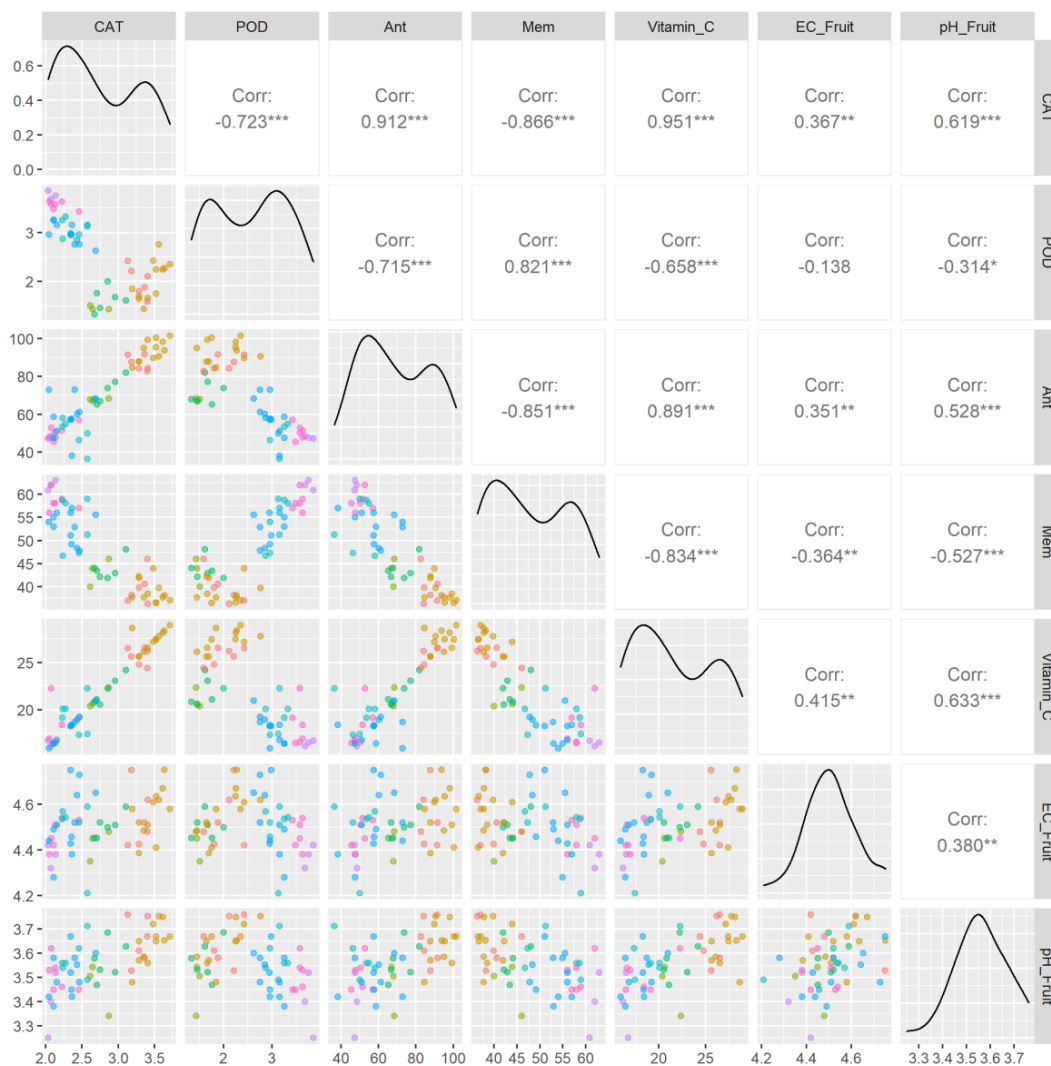 CAT POD Ant Mem Vitamin_C EC_Fruit pH_Fruit
0.6
0.4
0.2
0.0
Corr:
-0.723***
Corr:
0.912***
Corr:
-0.866***
Corr:
0.951***
Corr:
0.367**
Corr:
0.619***
CAT
3
2
Corr:
-0.715***
Corr:
0.821***
Corr:
-0.658***
Corr:
-0.138
Corr:
-0.314*
POD
100
80
60
40
Corr:
-0.851***
Corr:
0.891***
Corr:
0.351**
Corr:
0.528***
Ant
60
55
50
45
40
Corr:
-0.834***
Corr:
-0.364**
Corr:
-0.527***
Mem
25
20
Corr:
0.415**
Corr:
0.633***
Vitamin_C
4.6
4.4
4.2
Corr:
0.380**
EC_Fruit
3.7
3.6
3.5
3.4
3.3
pH_Fruit
2.0 2.5 3.0 3.5 2 3 40 60 80 100 40 45 50 55 60 20 25 4.2 4.4 4.6 3.3 3.4 3.5 3.6 3.7